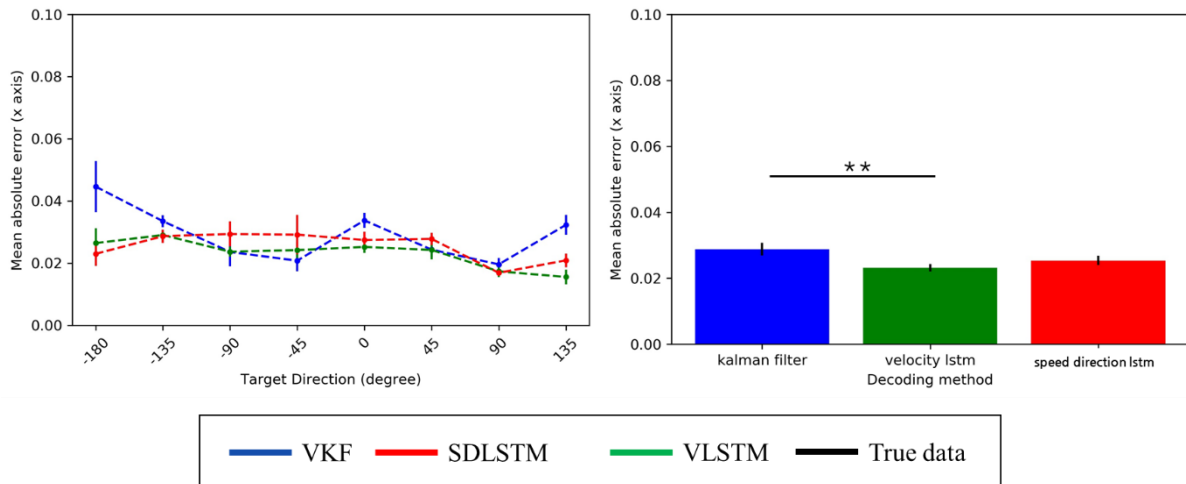 0.10
0.08
0.06
0.04
0.02
0.00
Mean absolute error (x axis)
-180
-135
-90
-45
0
45
90
135
Target Direction (degree)
0.10
0.08
0.06
0.04
0.02
0.00
Mean absolute error (x axis)
**
kalman filter
velocity lstm
speed direction lstm
Decoding method
VKF
SDLSTM
VLSTM
True data